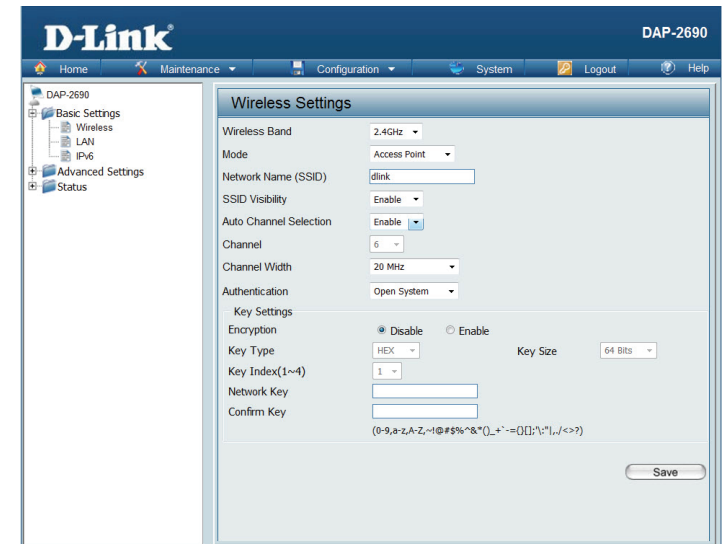 D-Link®
DAP-2690
Home Maintenance Configuration System Logout Help
DAP-2690
Basic Settings
Wireless
LAN
IPv6
Advanced Settings
Status
Wireless Settings
Wireless Band 2.4GHz
Mode Access Point
Network Name (SSID) dlink
SSID Visibility Enable
Auto Channel Selection Enable
Channel 6
Channel Width 20 MHz
Authentication Open System
Key Settings
Encryption Disable Enable
Key Type HEX Key Size 64 Bits
Key Index(1~4) 1
Network Key
Confirm Key
(0-9,a-z,A-Z,~!@#$%^&*()_+`-={}[];'\:"|,./<>?)
Save